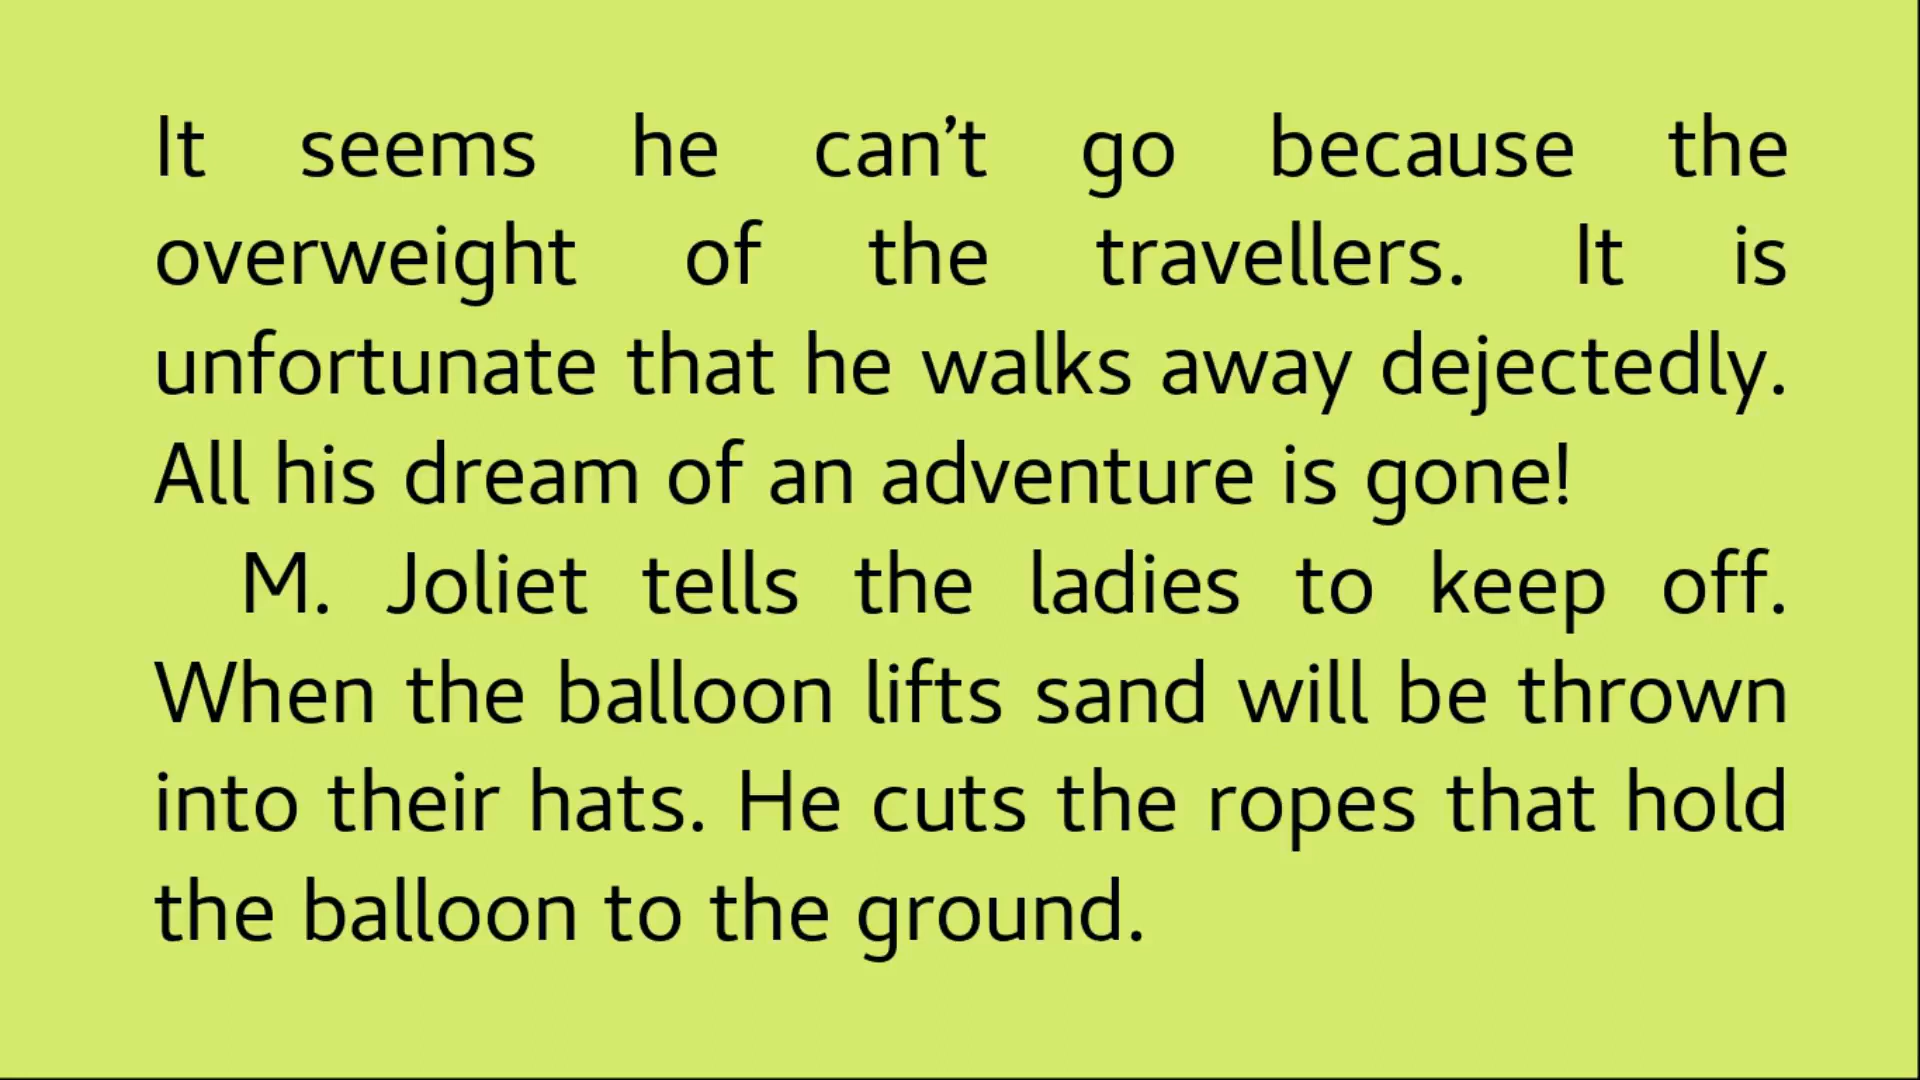 It seems he can’t go because the
overweight of the travellers. It is
unfortunate that he walks away dejectedly.
All his dream of an adventure is gone!
M. Joliet tells the ladies to keep off.
When the balloon lifts sand will be thrown
into their hats. He cuts the ropes that hold
the balloon to the ground.